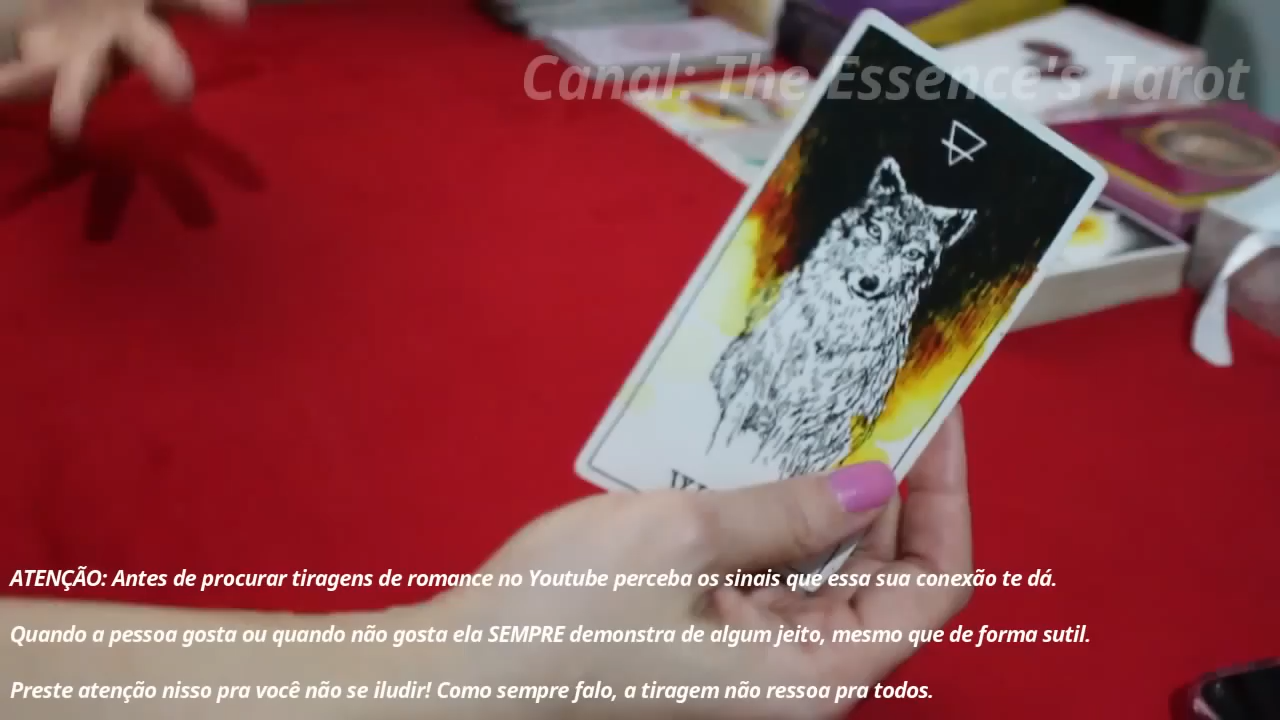 Canal: The Essence's Tarot
ATENÇÃO: Antes de procurar tiragens de romance no Youtube perceba os sinais que essa sua conexão te dá.
Quando a pessoa gosta ou quando não gosta ela SEMPRE demonstra de algum jeito, mesmo que de forma sutil.
Preste atenção nisso pra você não se iludir! Como sempre falo, a tiragem não ressoa pra todos.